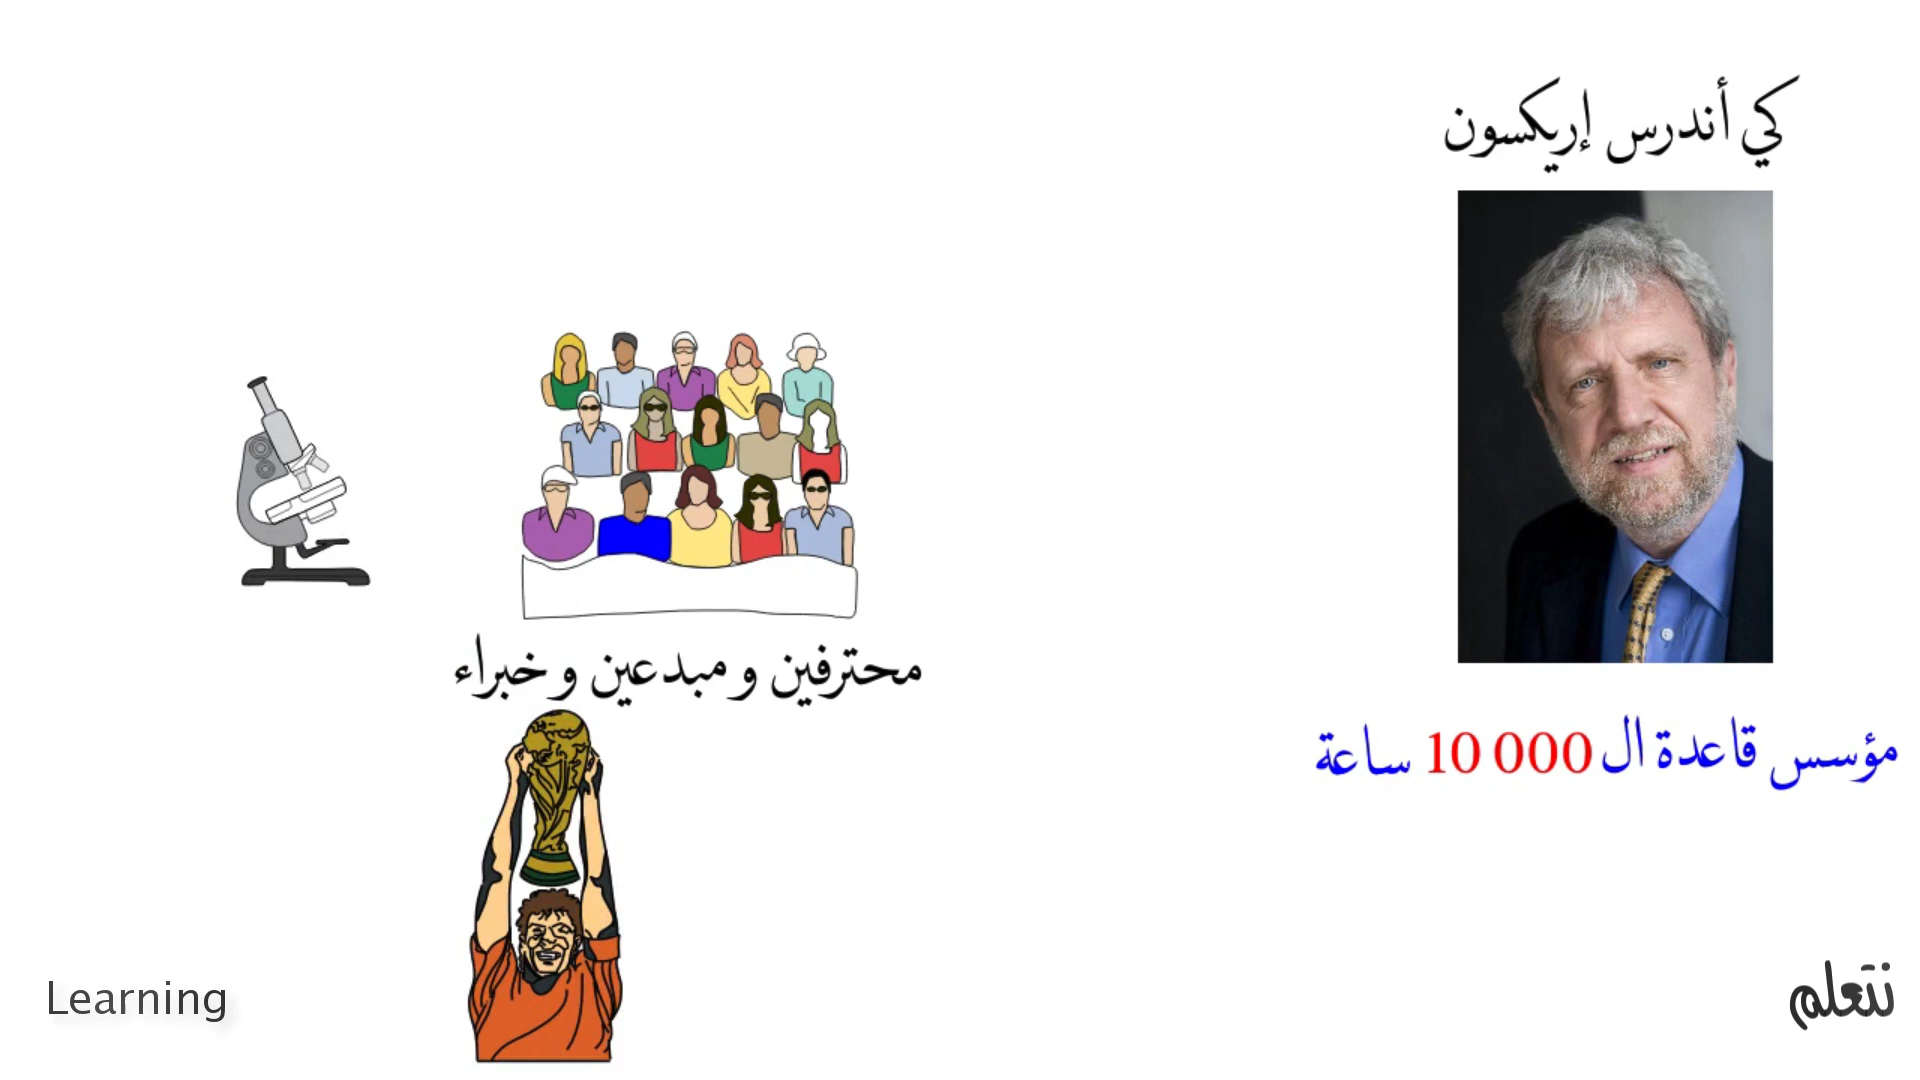 كي أندرس إريكسون
محترفين و مبدعين و خبراء
مؤسس قاعدة ال 000 10 ساعة
Learning
نتعلم